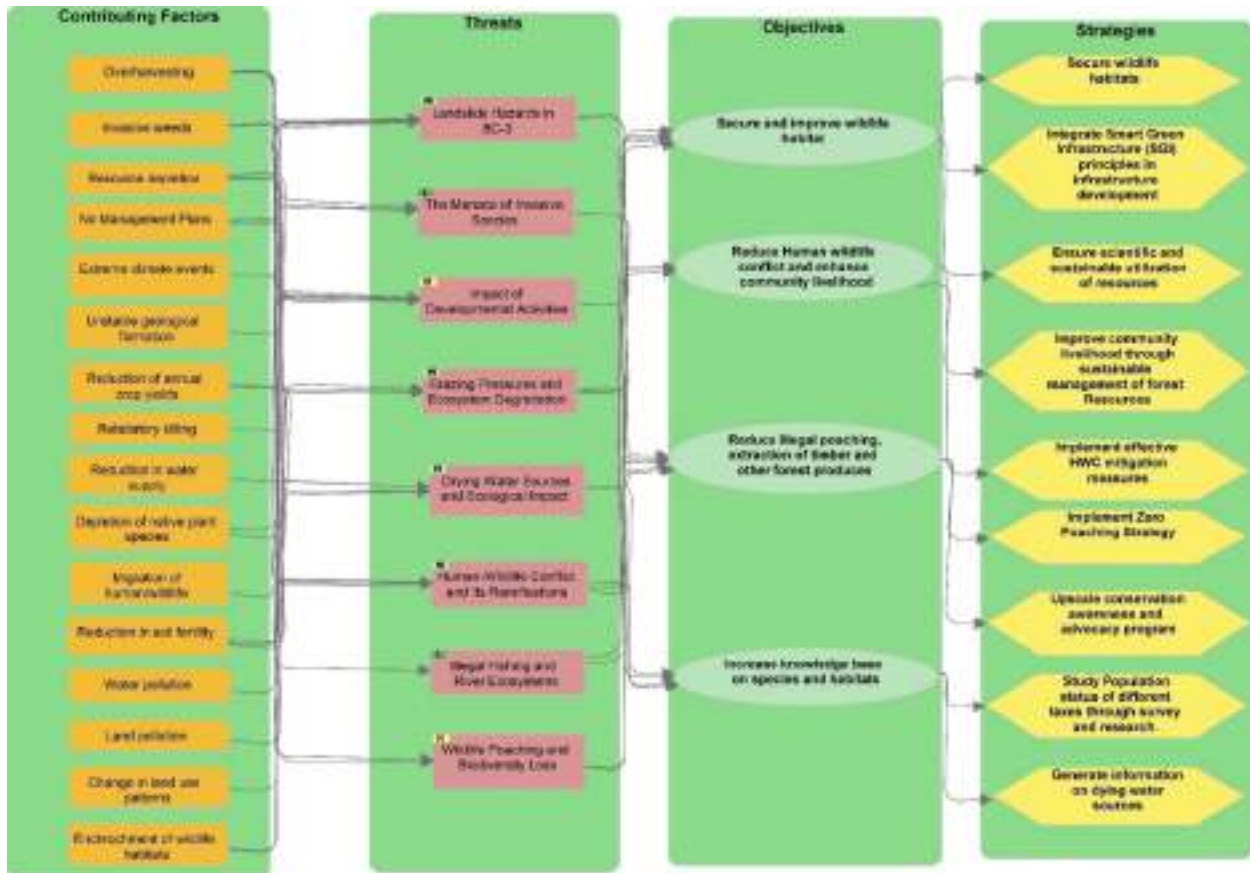 Contributing Factors
Overharvesting
Invasive weeds
Resource depletion
No Management Plans
Extreme climate events
Unstable geological
formation
Reduction of annual
crop yields
Retaliatory killing
Reduction in water
supply
Depletion of native plant
species
Migration of
human/wildlife
Reduction in soil fertility
Water pollution
Land pollution
Change in land use
patterns
Encroachment of wildlife
habitats
Threats
Landslide Hazards in
BC-3
The Menace of Invasive
Species
Impact of
Developmental Activities
Grazing Pressures and
Ecosystem Degradation
Drying Water Sources
and Ecological Impact
Human-Wildlife Conflict
and Its Ramifications
Illegal Fishing and
River Ecosystems
Wildlife Poaching and
Biodiversity Loss
Objectives
Secure and improve wildlife
habitat
Reduce Human wildlife
conflict and enhance
community livelihood
Reduce illegal poaching,
extraction of timber and
other forest produces
Increase knowledge base
on species and habitats
Strategies
Secure wildlife
habitats
Integrate Smart Green
Infrastructure (SGI)
principles in
infrastructure
development
Ensure scientific and
sustainable utilization
of resources
Improve community
livelihood through
sustainable
management of forest
Resources
Implement effective
HWC mitigation
measures
Implement Zero
Poaching Strategy
Upscale conservation
awareness and
advocacy program
Study Population
status of different
taxes through survey
and research.
Generate information
on dying water
sources